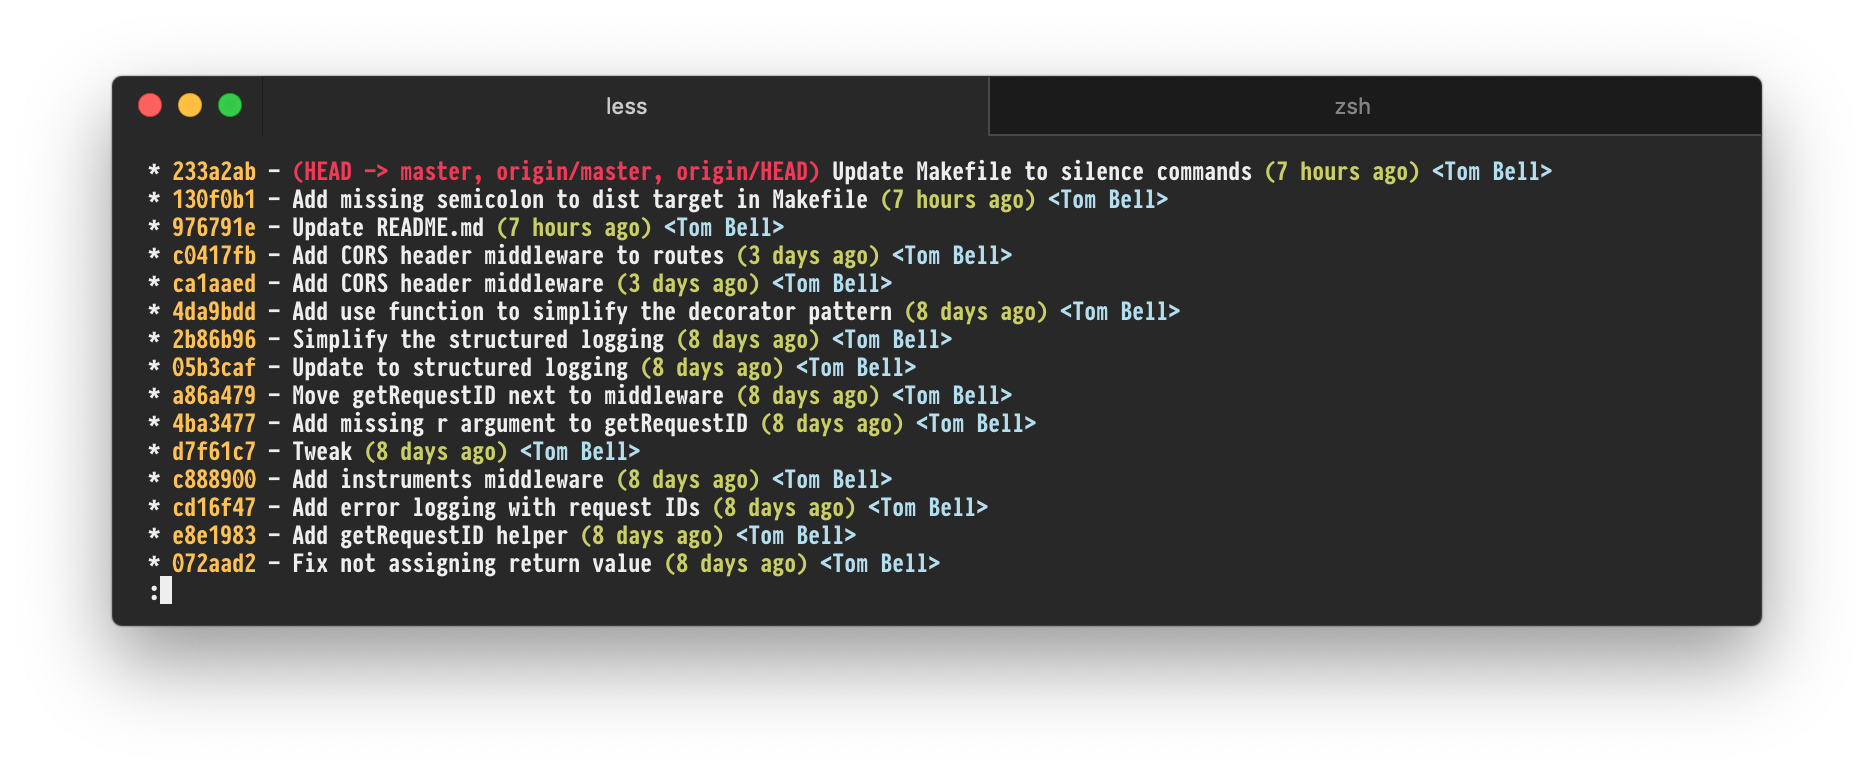 less zsh
* 233a2ab - (HEAD -> master, origin/master, origin/HEAD) Update Makefile to silence commands (7 hours ago) <Tom Bell>
* 130f0b1 - Add missing semicolon to dist target in Makefile (7 hours ago) <Tom Bell>
* 976791e - Update README.md (7 hours ago) <Tom Bell>
* c0417fb - Add CORS header middleware to routes (3 days ago) <Tom Bell>
* ca1aaed - Add CORS header middleware (3 days ago) <Tom Bell>
* 4da9bdd - Add use function to simplify the decorator pattern (8 days ago) <Tom Bell>
* 2b86b96 - Simplify the structured logging (8 days ago) <Tom Bell>
* 05b3caf - Update to structured logging (8 days ago) <Tom Bell>
* a86a479 - Move getRequestID next to middleware (8 days ago) <Tom Bell>
* 4ba3477 - Add missing r argument to getRequestID (8 days ago) <Tom Bell>
* d7f61c7 - Tweak (8 days ago) <Tom Bell>
* c888900 - Add instruments middleware (8 days ago) <Tom Bell>
* cd16f47 - Add error logging with request IDs (8 days ago) <Tom Bell>
* e8e1983 - Add getRequestID helper (8 days ago) <Tom Bell>
* 072aad2 - Fix not assigning return value (8 days ago) <Tom Bell>
: